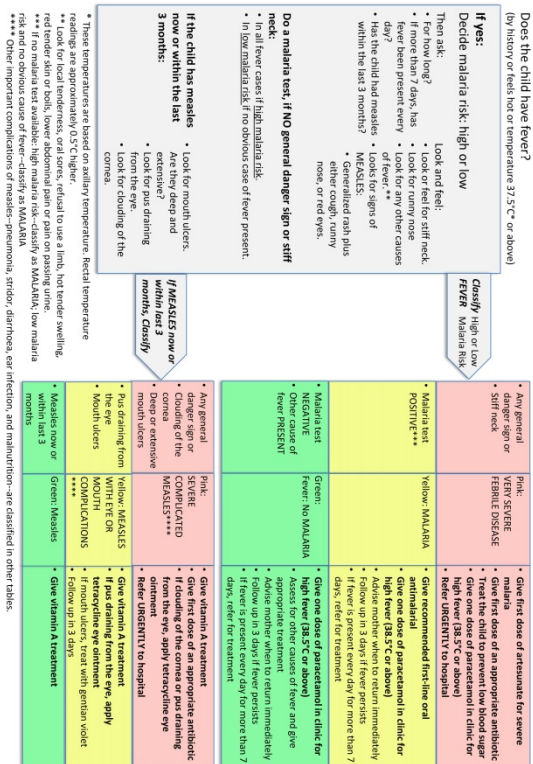 Does the child have fever?
(by history or feels hot or temperature 37.5°C* or above)
If yes:
Decide malaria risk: high or low
Then ask:
• For how long?
• If more than 7 days, has
fever been present every
day?
• Has the child had measles
within the last 3 months?
Look and feel:
• Look or feel for stiff neck.
• Look for runny nose
• Look for any other causes
of fever.**
• Looks for signs of
MEASLES:
• Generalized rash plus
either cough, runny
nose, or red eyes.
Do a malaria test, if NO general danger sign or stiff
neck:
• In all fever cases if high malaria risk.
• In low malaria risk if no obvious cause of fever present.
If the child has measles
now or within the last
3 months:
• Look for mouth ulcers.
Are they deep and
extensive?
• Look for pus draining
from the eye.
• Look for clouding of the
cornea.
Classify
FEVER
High or Low
Malaria Risk
If MEASLES now or
within last 3
months, Classify
• Any general
danger sign or
• Stiff neck
Pink:
VERY SEVERE
FEBRILE DISEASE
• Give first dose of artesunate for severe
malaria
• Give first dose of an appropriate antibiotic
• Treat the child to prevent low blood sugar
• Give one dose of paracetamol in clinic for
high fever (38.5°C or above)
• Refer URGENTLY to hospital
• Malaria test
POSITIVE***
Yellow: MALARIA
• Give recommended first-line oral
antimalarial
• Give one dose of paracetamol in clinic for
high fever (38.5°C or above)
• Advise mother when to return immediately
• Follow up in 3 days if fever persists
• If fever is present every day for more than 7
days, refer for treatment
• Malaria test
NEGATIVE
• Other cause of
fever PRESENT
Green:
Fever: No MALARIA
• Give one dose of paracetamol in clinic for
high fever (38.5°C or above)
• Assess for other causes of fever and give
appropriate treatment
• Advise mother when to return immediately
• Follow up in 3 days if fever persists
• If fever is present every day for more than 7
days, refer for treatment
• Any general
danger sign or
• Clouding of the
cornea
• Deep or extensive
mouth ulcers
Pink:
SEVERE
COMPLICATED
MEASLES****
• Give vitamin A treatment
• Give first dose of an appropriate antibiotic
• If clouding of the cornea or pus draining
from the eye, apply tetracycline eye
ointment
• Refer URGENTLY to hospital
• Pus draining from
the eye
• Mouth ulcers
Yellow: MEASLES
WITH EYE OR
MOUTH
COMPLICATIONS
****
• Give vitamin A treatment
• If pus draining from the eye, apply
tetracycline eye ointment
• If mouth ulcers, treat with gentian violet
• Follow up in 3 days
• Measles now or
within last 3
months
Green: Measles
• Give vitamin A treatment
* These temperatures are based on axillary temperature. Rectal temperature
readings are approximately 0.5°C higher.
** Look for local tenderness, oral sores, refusal to use a limb, hot tender swelling,
red tender skin or boils, lower abdominal pain or pain on passing urine.
*** If no malaria test available: high malaria risk–classify as MALARIA; low malaria
risk and no obvious cause of fever–classify as MALARIA
**** Other important complications of measles–pneumonia, stridor, diarrhoea, ear infection, and malnutrition–are classified in other tables.